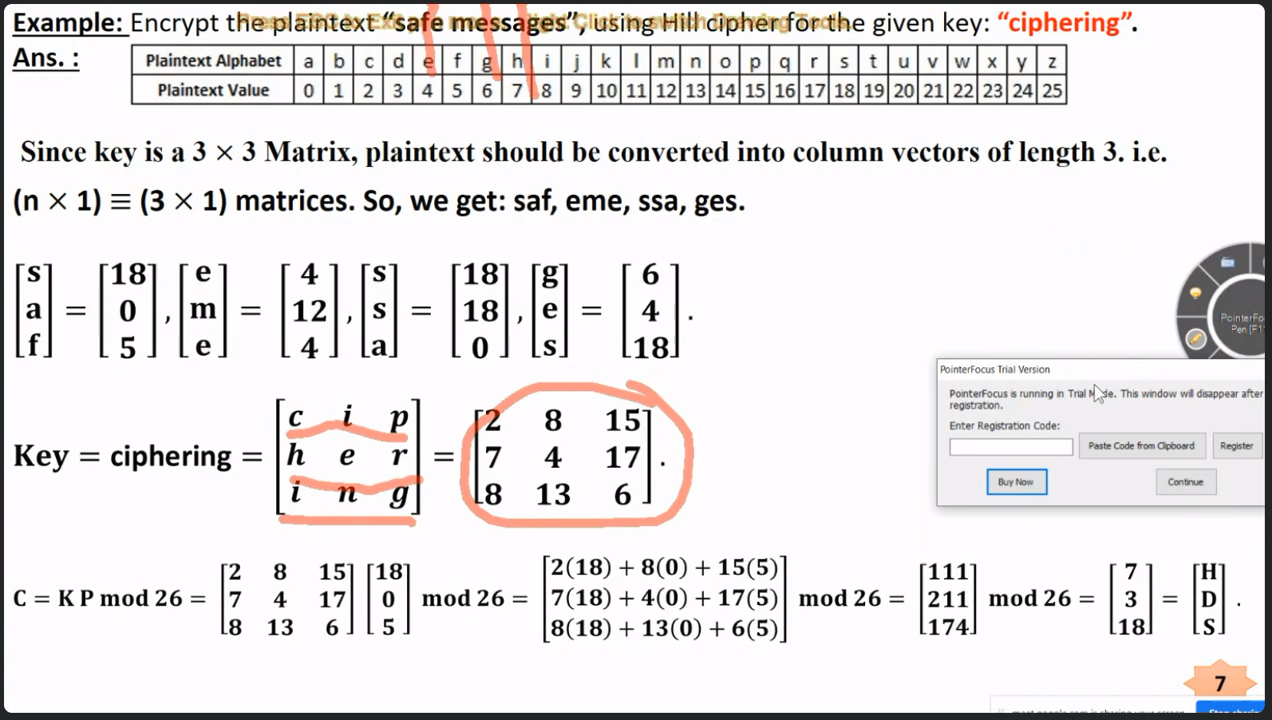 Example: Encrypt the plaintext “safe messages”, using Hill cipher for the given key: “ciphering”.
Ans. :
Plaintext Alphabet a b c d e f g h i j k l m n o p q r s t u v w x y z
Plaintext Value 0 1 2 3 4 5 6 7 8 9 10 11 12 13 14 15 16 17 18 19 20 21 22 23 24 25
Since key is a 3 × 3 Matrix, plaintext should be converted into column vectors of length 3. i.e.
(n × 1) ≡ (3 × 1) matrices. So, we get: saf, eme, ssa, ges.
[s] [18] [e] [4] [s] [18] [g] [6]
a = 0 , m = 12 , s = 18 , e = 4 .
f 5 e 4 a 0 s 18
PointerFocus
Pen [F1
PointerFocus Trial Version
PointerFocus is running in Trial Mode. This window will disappear after
registration.
Enter Registration Code:
Paste Code from Clipboard Register
Buy Now Continue
c i p 2 8 15
Key = ciphering = h e r = 7 4 17 .
i n g 8 13 6
2 8 15 18 2(18) + 8(0) + 15(5) 111 7 H
C = K P mod 26 = 7 4 17 0 mod 26 = 7(18) + 4(0) + 17(5) mod 26 = 211 mod 26 = 3 = D .
8 13 6 5 8(18) + 13(0) + 6(5) 174 18 S
7